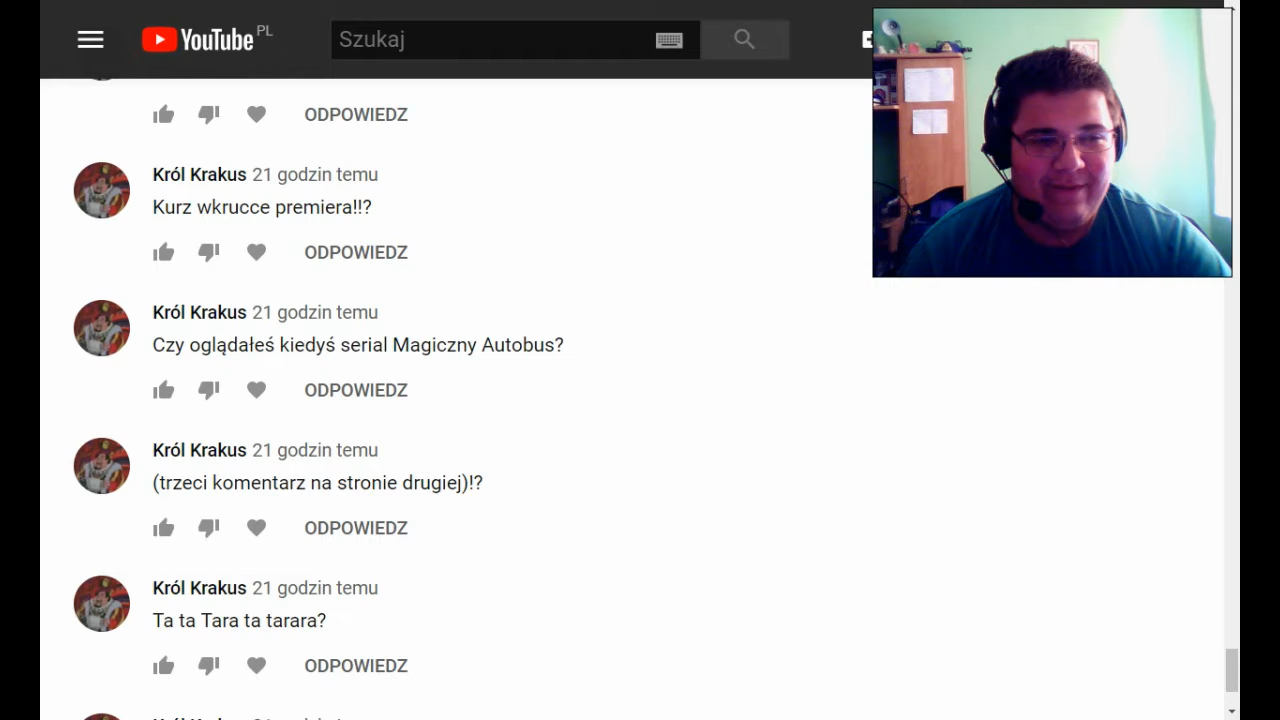 YouTube PL
Szukaj
ODPOWIEDZ
Król Krakus 21 godzin temu
Kurz wkrucce premiera!!?
ODPOWIEDZ
Król Krakus 21 godzin temu
Czy oglądałeś kiedyś serial Magiczny Autobus?
ODPOWIEDZ
Król Krakus 21 godzin temu
(trzeci komentarz na stronie drugiej)!?
ODPOWIEDZ
Król Krakus 21 godzin temu
Ta ta Tara ta tarara?
ODPOWIEDZ